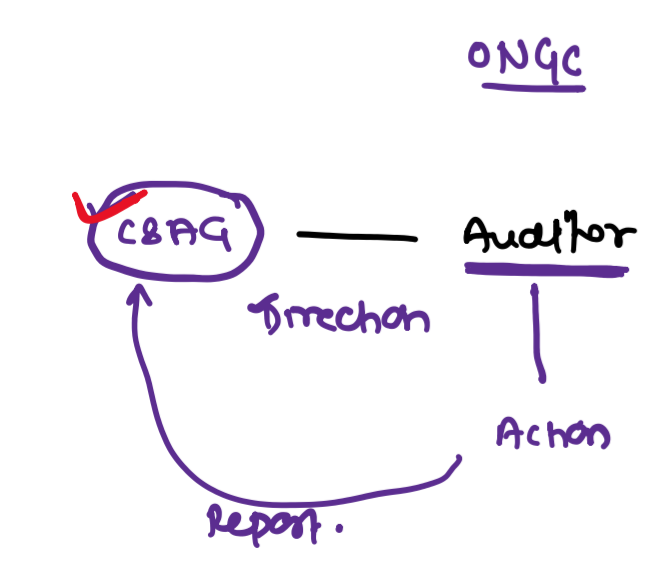 ONGC
C&AG
Auditor
Direction
Action
Report.